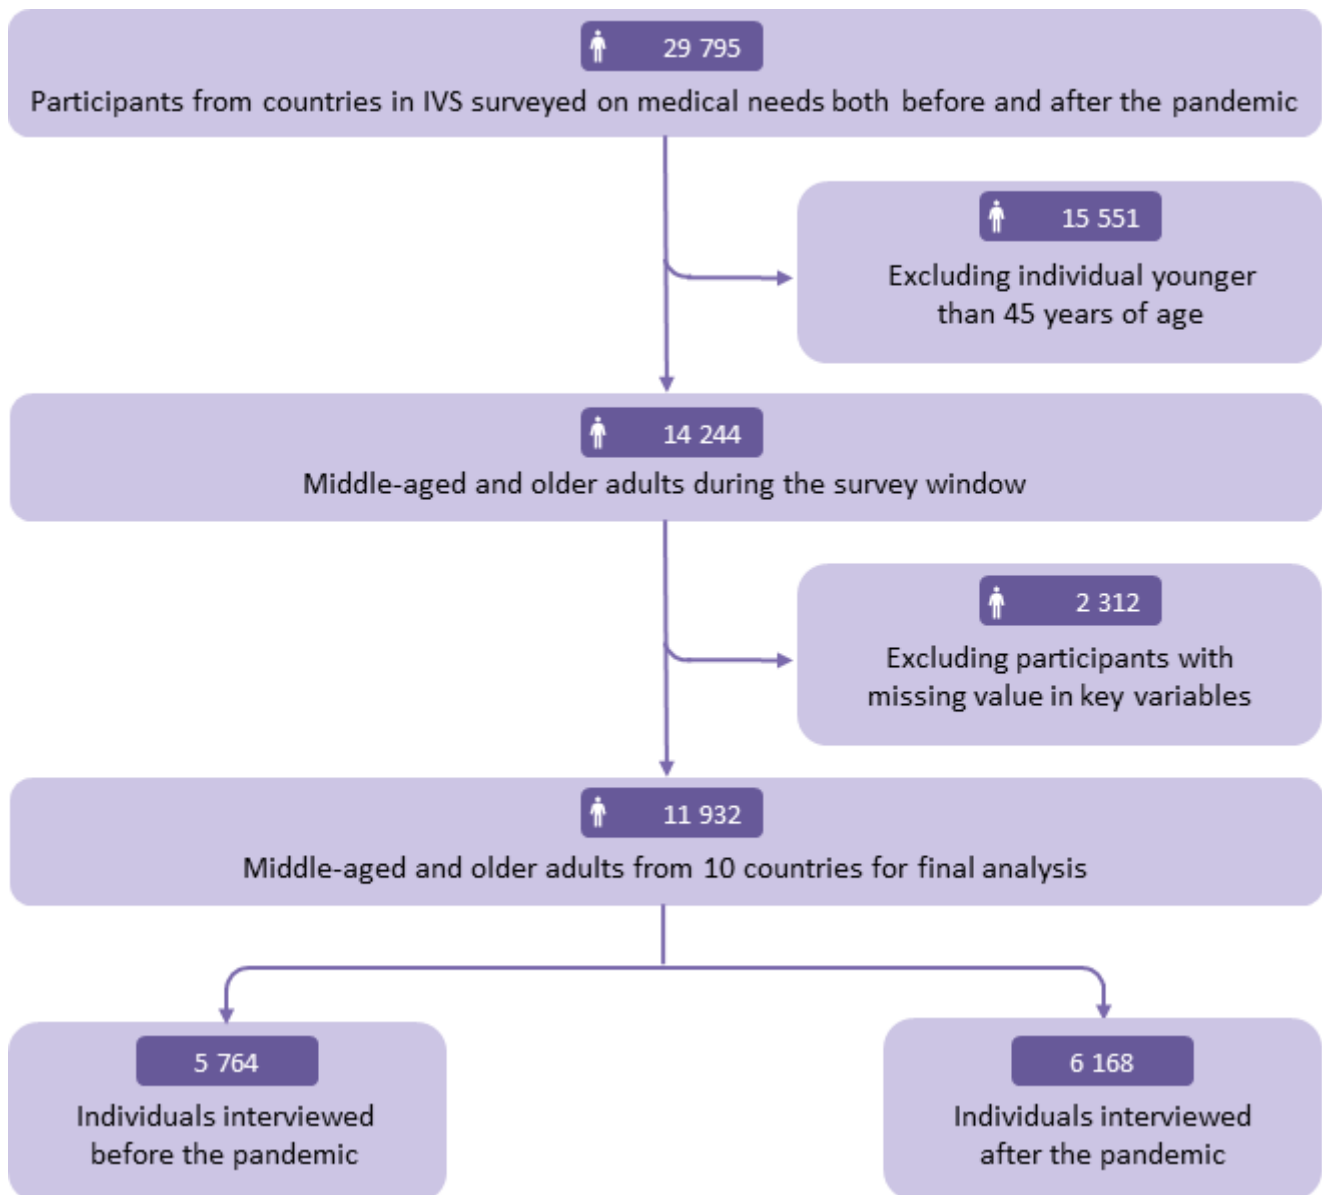 29 795
Participants from countries in IVS surveyed on medical needs both before and after the pandemic
15 551
Excluding individual younger
than 45 years of age
14 244
Middle-aged and older adults during the survey window
2 312
Excluding participants with
missing value in key variables
11 932
Middle-aged and older adults from 10 countries for final analysis
5 764
Individuals interviewed
before the pandemic
6 168
Individuals interviewed
after the pandemic